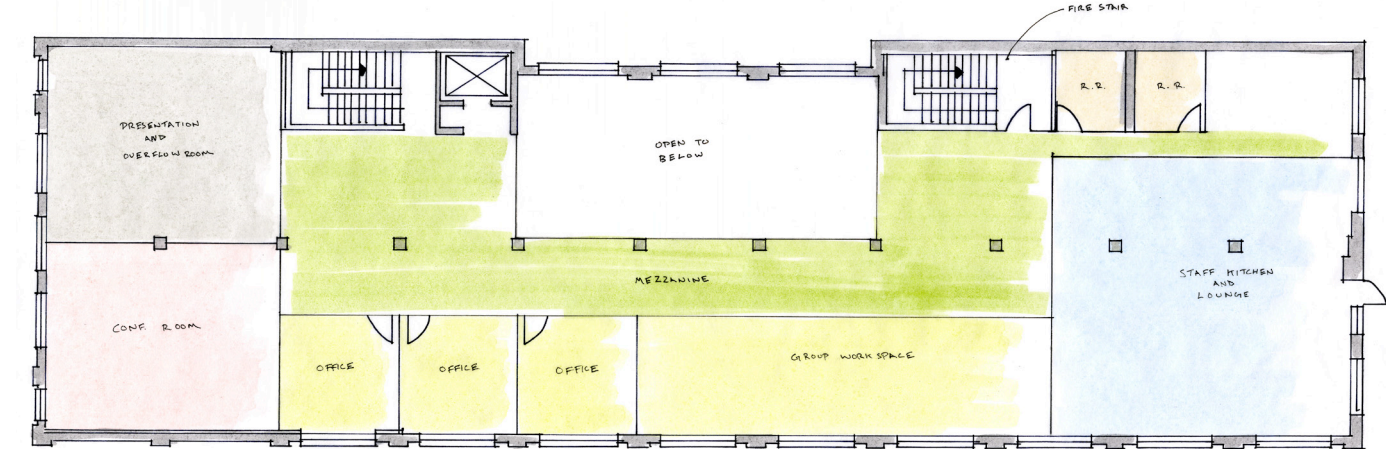 FIRE STAIR
PRESENTATION
AND
OVERFLOW ROOM
OPEN TO
BELOW
R.R.
R.R.
MEZZANINE
STAFF KITCHEN
AND
LOUNGE
CONF. ROOM
OFFICE
OFFICE
OFFICE
GROUP WORKSPACE